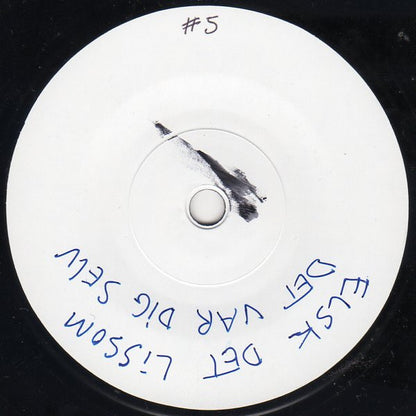 #5
ELSK DET LISSOM
DET VAR DIG SELV